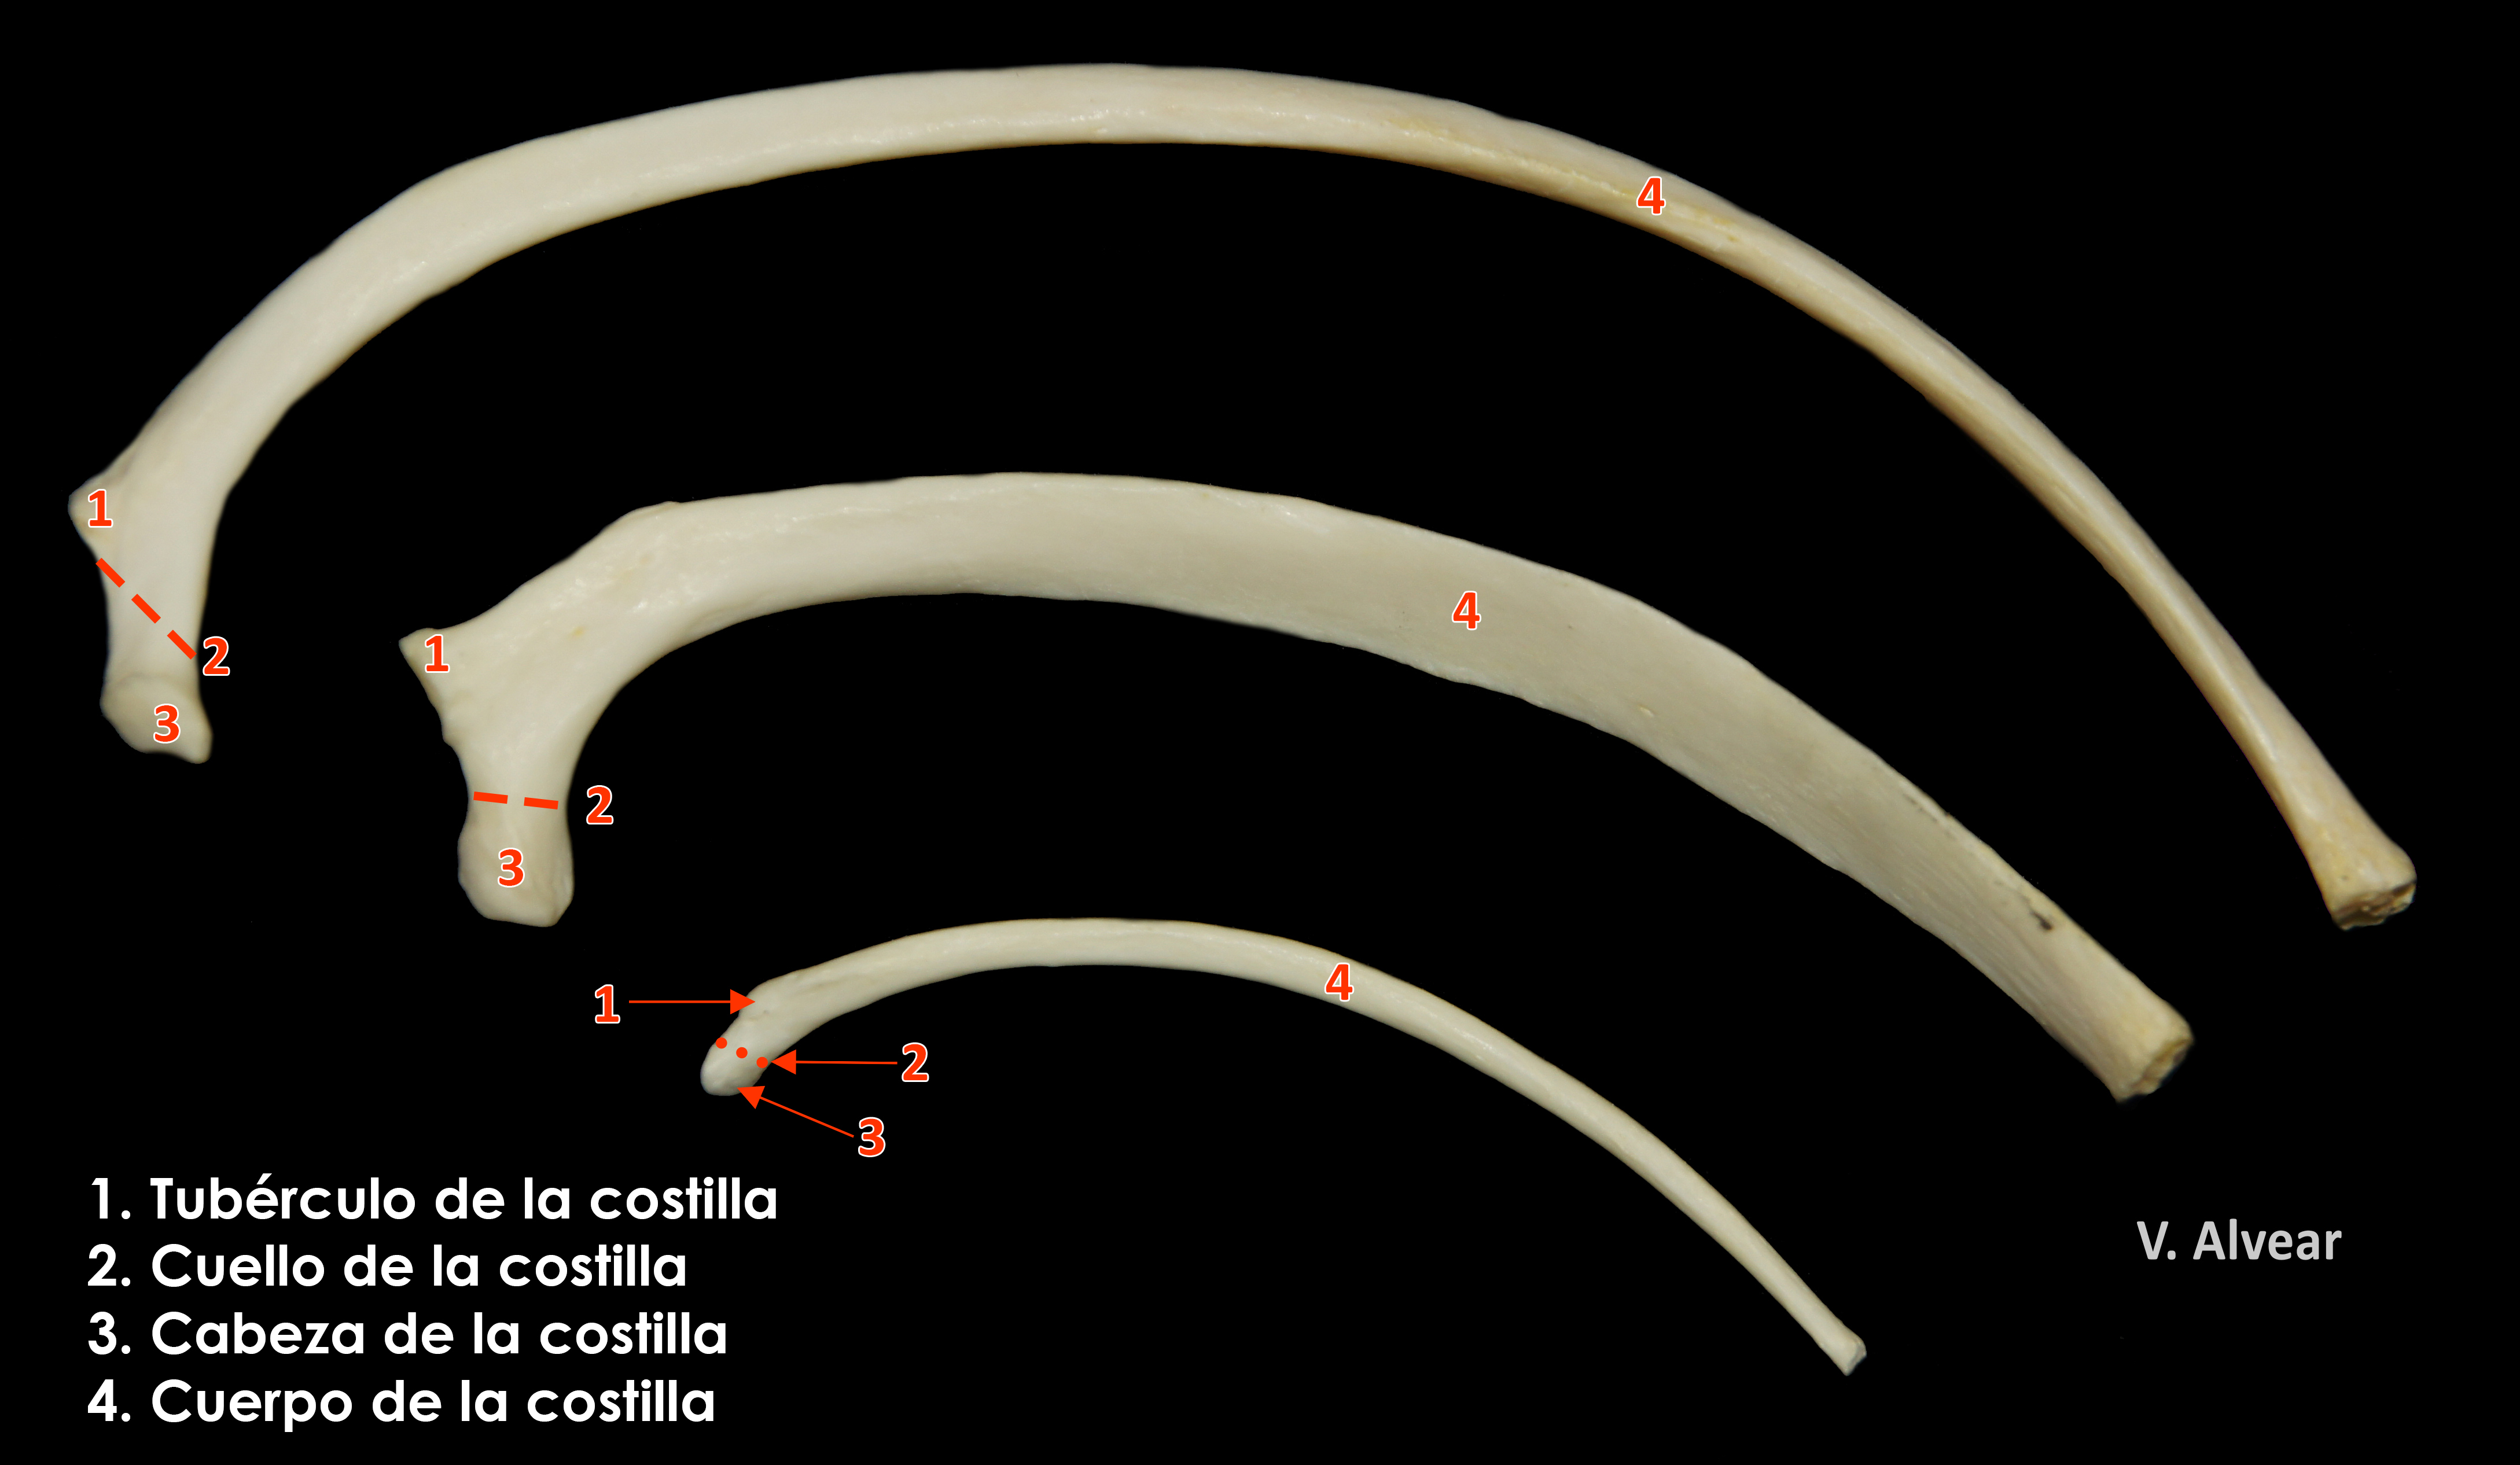 4
1
2
3
1
4
2
3
1
4
2
3
1. Tubérculo de la costilla
2. Cuello de la costilla
3. Cabeza de la costilla
4. Cuerpo de la costilla
V. Alvear